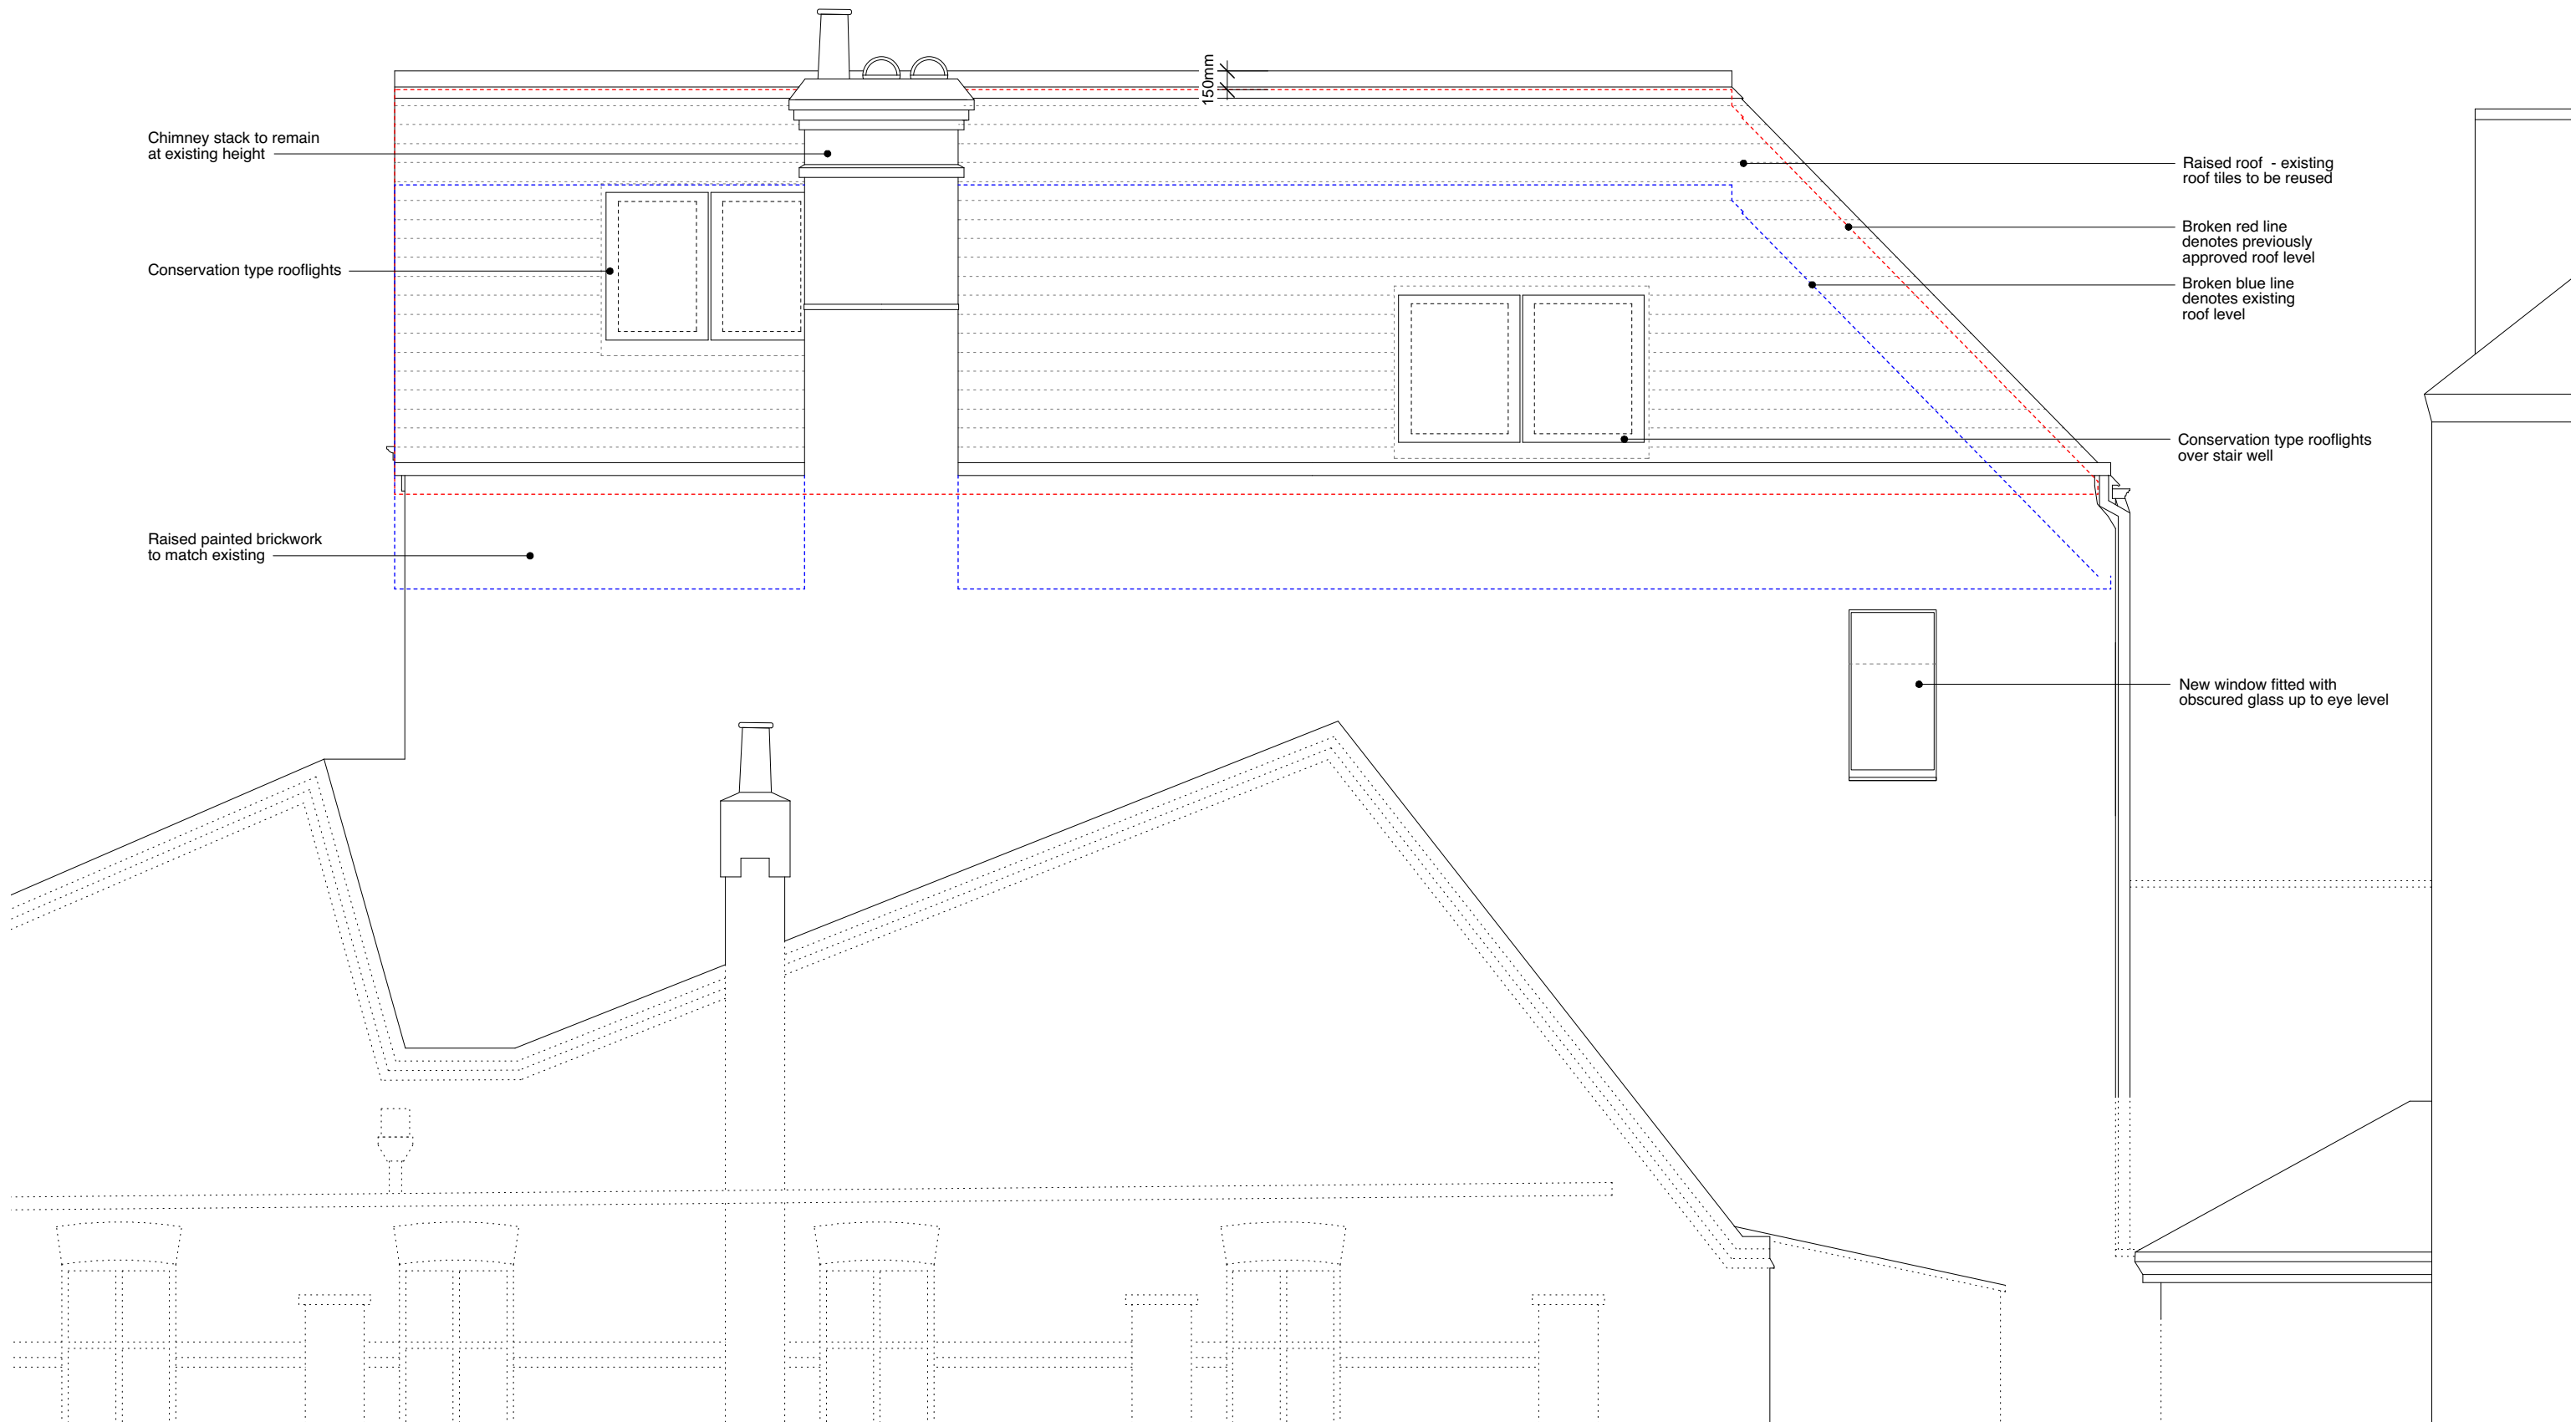 150mm
Chimney stack to remain
at existing height
Raised roof - existing
roof tiles to be reused
Broken red line
denotes previously
approved roof level
Conservation type rooflights
Broken blue line
denotes existing
roof level
Conservation type rooflights
over stair well
Raised painted brickwork
to match existing
New window fitted with
obscured glass up to eye level